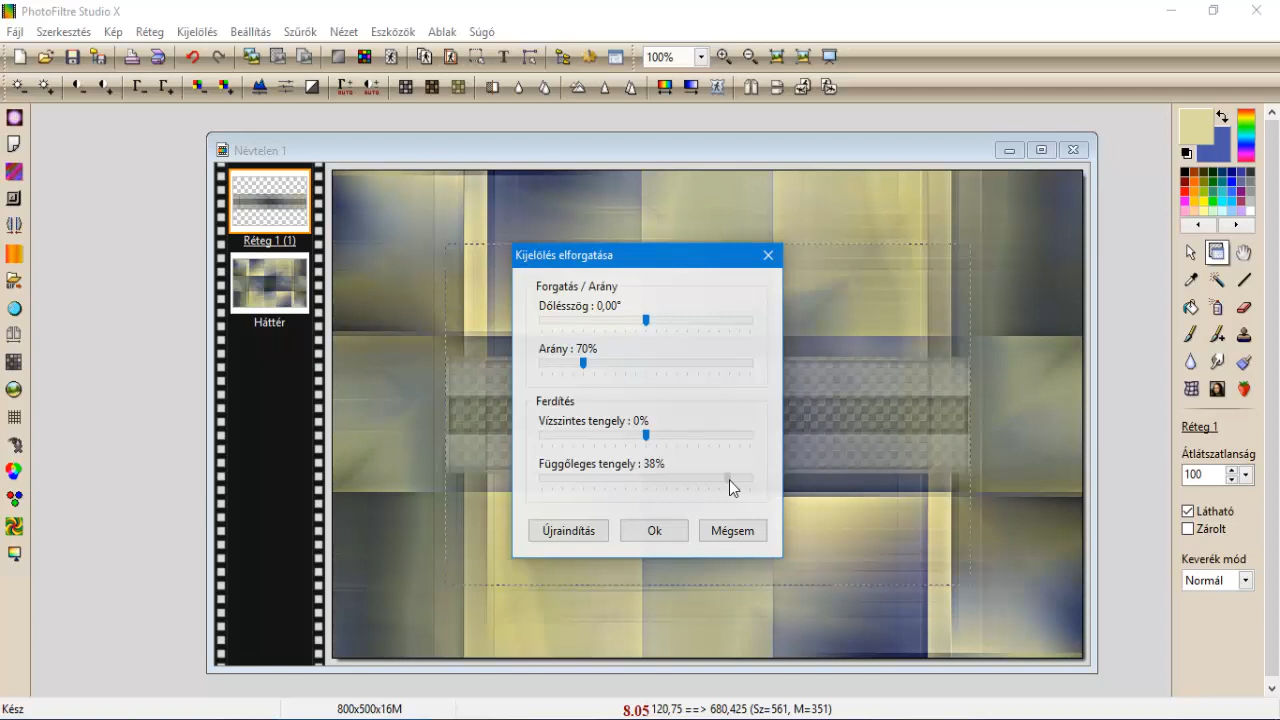 PhotoFiltre Studio X
Fájl Szerkesztés Kép Réteg Kijelölés Beállítás Szűrők Nézet Eszközök Ablak Súgó
100%
AUTO AUTO
Névtelen 1
Réteg 1 (1)
Háttér
Kijelölés elforgatása
Forgatás / Arány
Dőlésszög : 0,00°
Arány : 70%
Ferdítés
Vízszintes tengely : 0%
Függőleges tengely : 38%
Újraindítás Ok Mégsem
Réteg 1
Átlátszatlanság
100
Látható
Zárolt
Keverék mód
Normál
Kész 800x500x16M 8.05 120,75 ==> 680,425 (Sz=561, M=351)